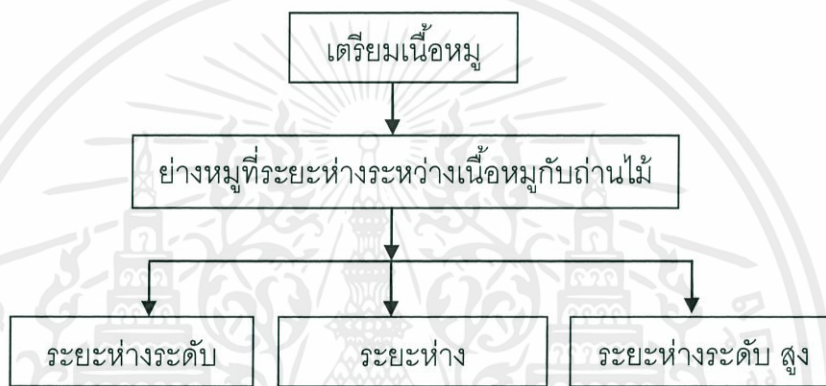 เตรียมเนื้อหมู
ย่างหมูที่ระยะห่างระหว่างเนื้อหมูกับถ่านไม้
ระยะห่างระดับ
ระยะห่าง
ระยะห่างระดับ สูง